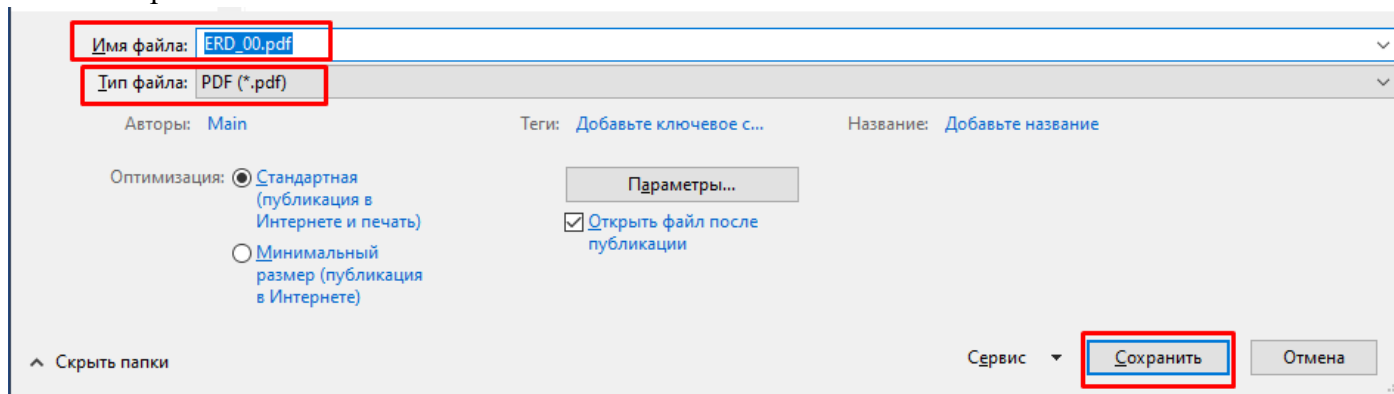 Имя файла: ERD_00.pdf
Тип файла: PDF (*.pdf)
Авторы: Main Теги: Добавьте ключевое с... Название: Добавьте название
Оптимизация: Стандартная
(публикация в
Интернете и печать)
Минимальный
размер (публикация
в Интернете)
Параметры...
Открыть файл после
публикации
Скрыть папки Сервис Сохранить Отмена